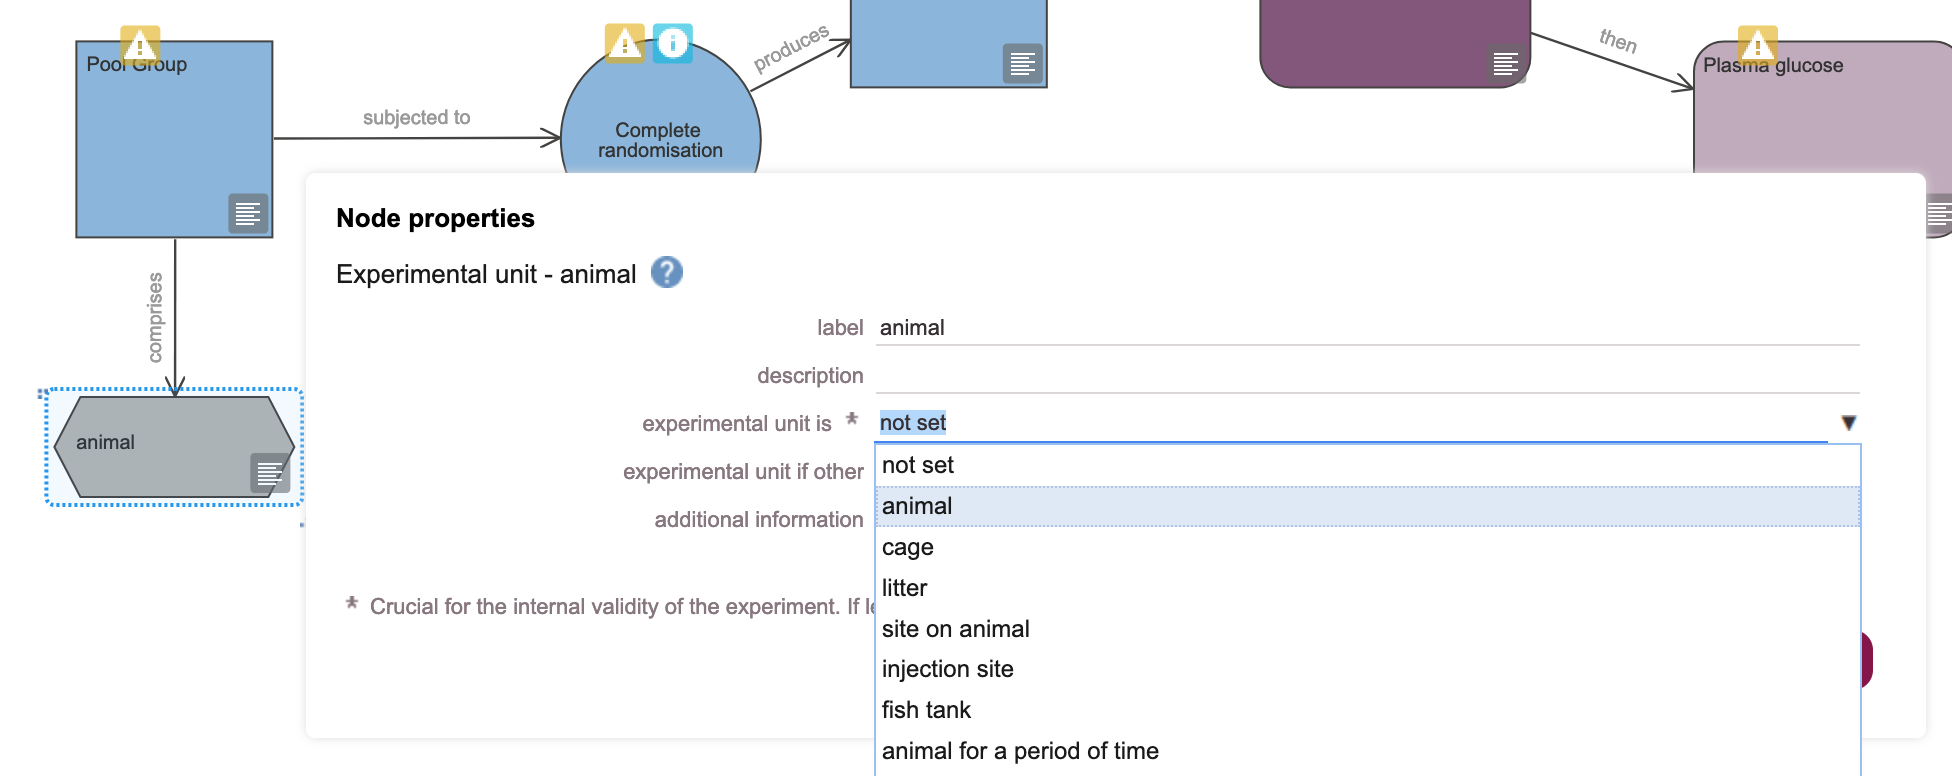 Pool Group
subjected to
Complete
randomisation
produces
then
Plasma glucose
comprises
animal
Node properties
Experimental unit - animal
label animal
description
experimental unit is * not set
experimental unit if other
additional information
not set
animal
cage
litter
site on animal
injection site
fish tank
animal for a period of time
* Crucial for the internal validity of the experiment. If